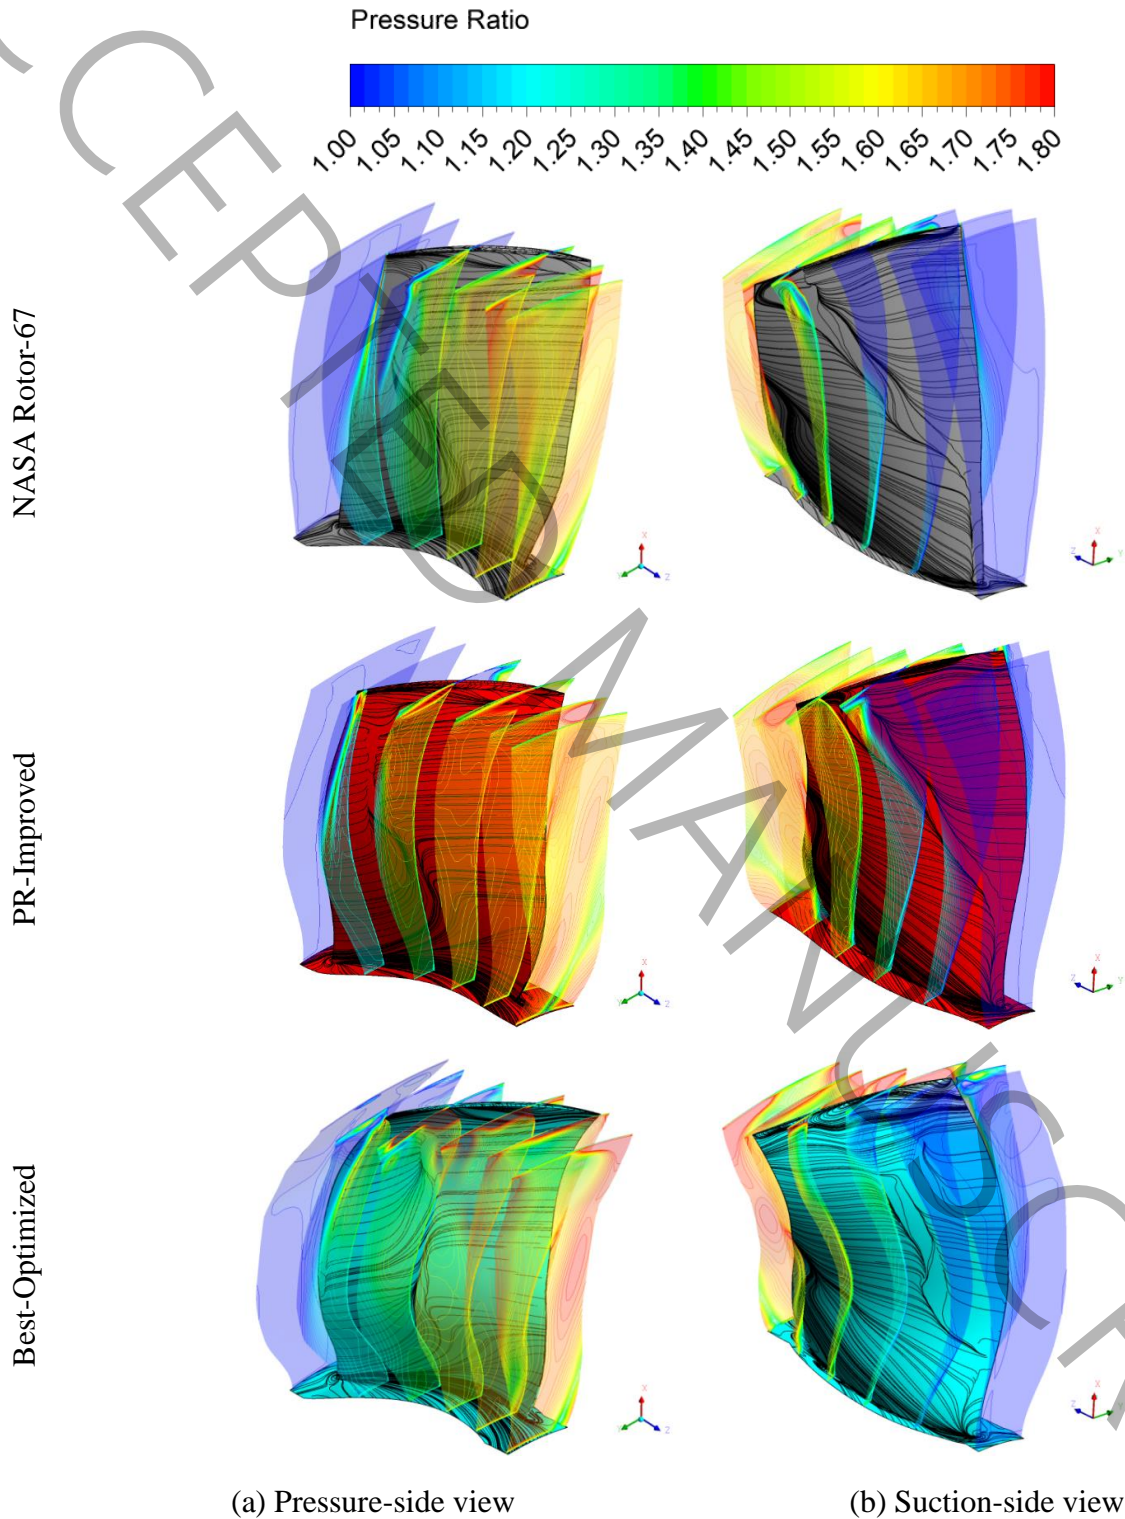 Pressure Ratio
1.00 1.05 1.10 1.15 1.20 1.25 1.30 1.35 1.40 1.45 1.50 1.55 1.60 1.65 1.70 1.75 1.80
NASA Rotor-67
X Y Z
X Z Y
PR-Improved
X Y Z
X Z Y
Best-Optimized
X Y Z
X Z Y
(a) Pressure-side view
(b) Suction-side view
CCEPTED MANUSCR